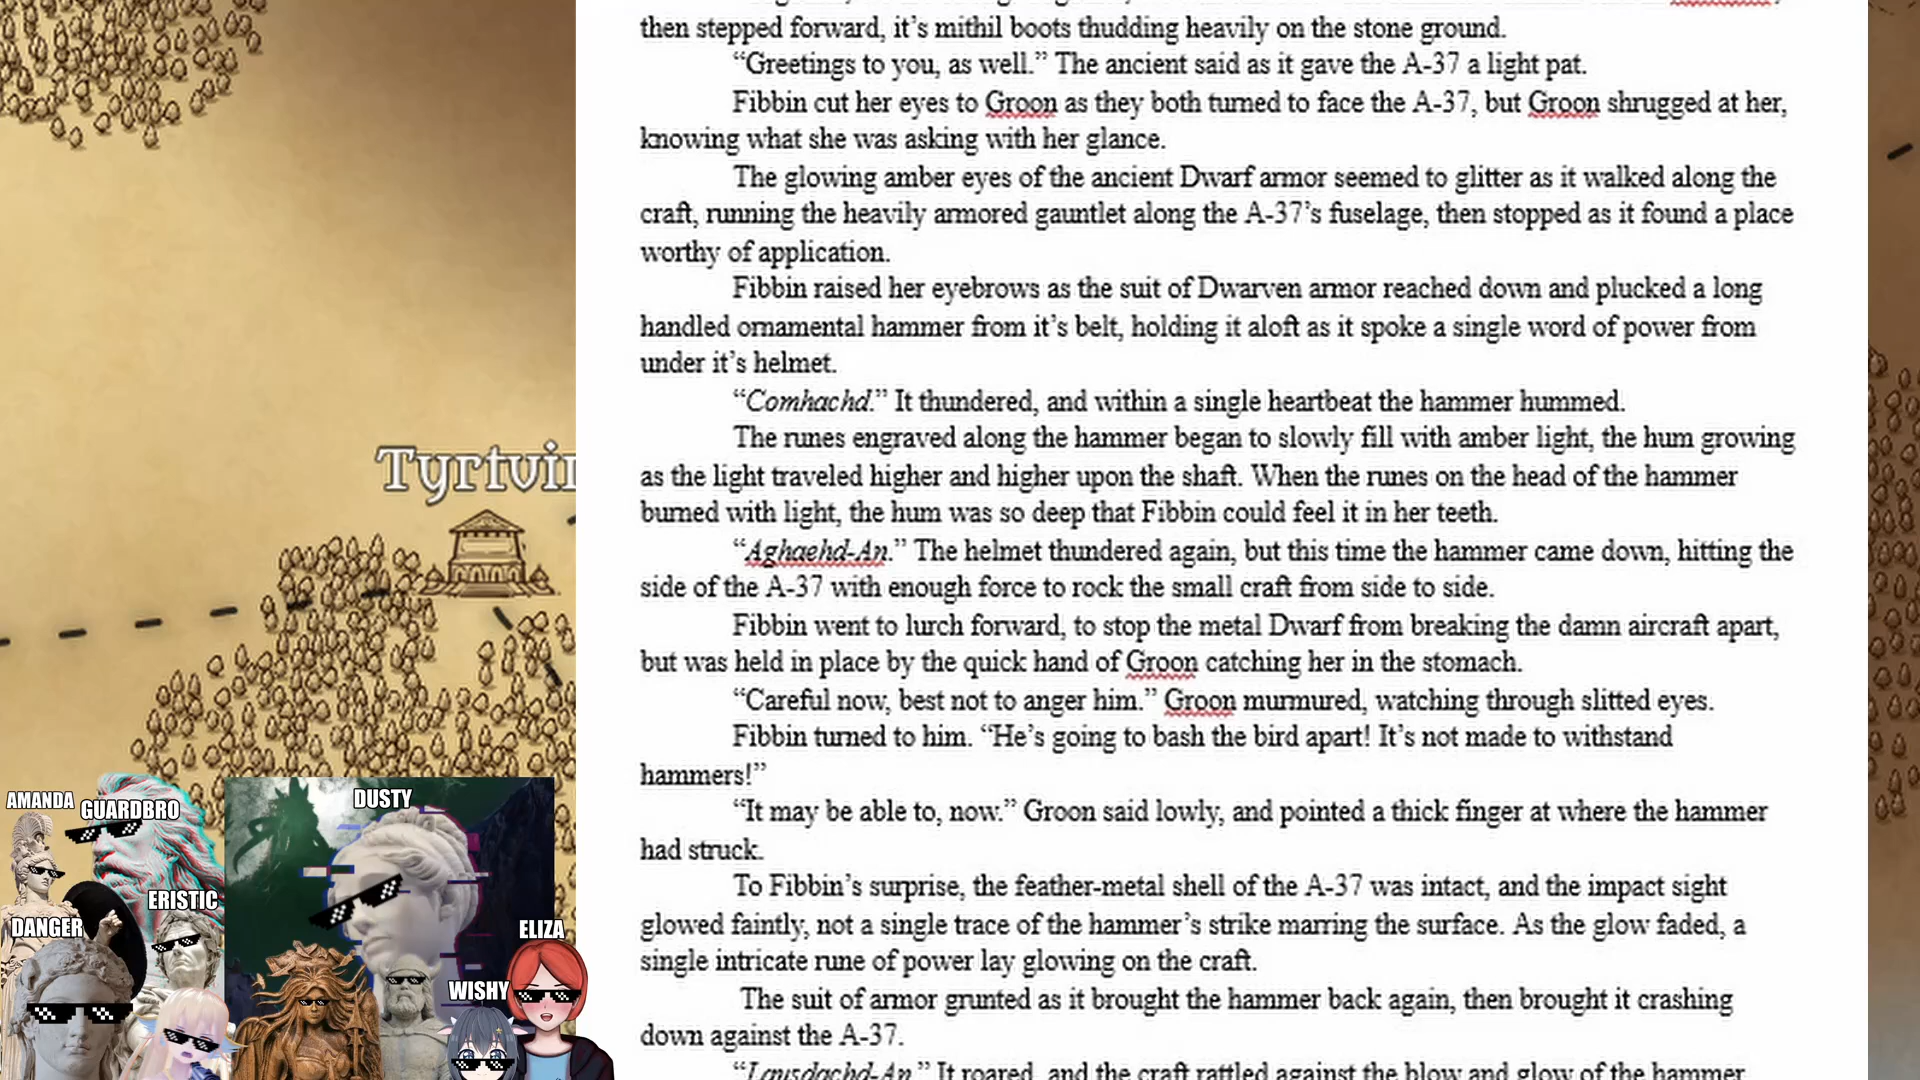 then stepped forward, it’s mithil boots thudding heavily on the stone ground.
“Greetings to you, as well.” The ancient said as it gave the A-37 a light pat.
Fibbin cut her eyes to Groon as they both turned to face the A-37, but Groon shrugged at her,
knowing what she was asking with her glance.
The glowing amber eyes of the ancient Dwarf armor seemed to glitter as it walked along the
craft, running the heavily armored gauntlet along the A-37’s fuselage, then stopped as it found a place
worthy of application.
Fibbin raised her eyebrows as the suit of Dwarven armor reached down and plucked a long
handled ornamental hammer from it’s belt, holding it aloft as it spoke a single word of power from
under it’s helmet.
“Comhachd.” It thundered, and within a single heartbeat the hammer hummed.
The runes engraved along the hammer began to slowly fill with amber light, the hum growing
as the light traveled higher and higher upon the shaft. When the runes on the head of the hammer
burned with light, the hum was so deep that Fibbin could feel it in her teeth.
“Aghaehd-An.” The helmet thundered again, but this time the hammer came down, hitting the
side of the A-37 with enough force to rock the small craft from side to side.
Fibbin went to lurch forward, to stop the metal Dwarf from breaking the damn aircraft apart,
but was held in place by the quick hand of Groon catching her in the stomach.
“Careful now, best not to anger him.” Groon murmured, watching through slitted eyes.
Fibbin turned to him. “He’s going to bash the bird apart! It’s not made to withstand
hammers!”
“It may be able to, now.” Groon said lowly, and pointed a thick finger at where the hammer
had struck.
To Fibbin’s surprise, the feather-metal shell of the A-37 was intact, and the impact sight
glowed faintly, not a single trace of the hammer’s strike marring the surface. As the glow faded, a
single intricate rune of power lay glowing on the craft.
The suit of armor grunted as it brought the hammer back again, then brought it crashing
down against the A-37.
It roared, and the craft rattled against the blow and glow of the hammer.
Tyrtvir
AMANDA
GUARDBRO
DUSTY
ERISTIC
DANGER
ELIZA
WISHY